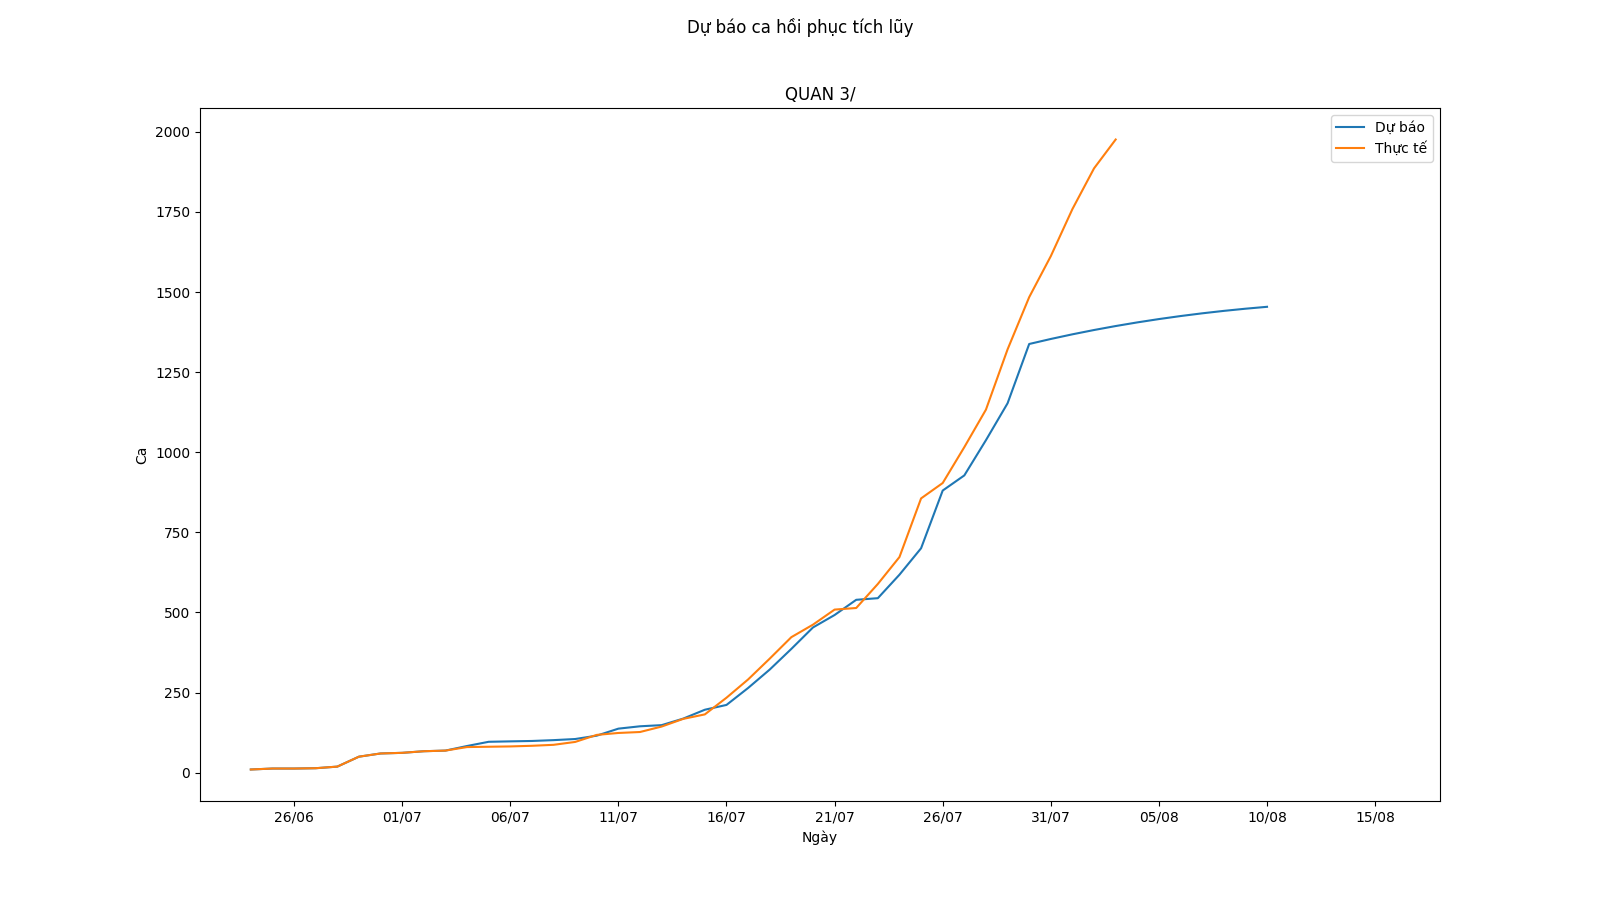 Dự báo ca hồi phục tích lũy
QUAN 3/
Dự báo
Thực tế
2000
1750
1500
1250
1000
750
500
250
0
Ca
26/06 01/07 06/07 11/07 16/07 21/07 26/07 31/07 05/08 10/08 15/08
Ngày